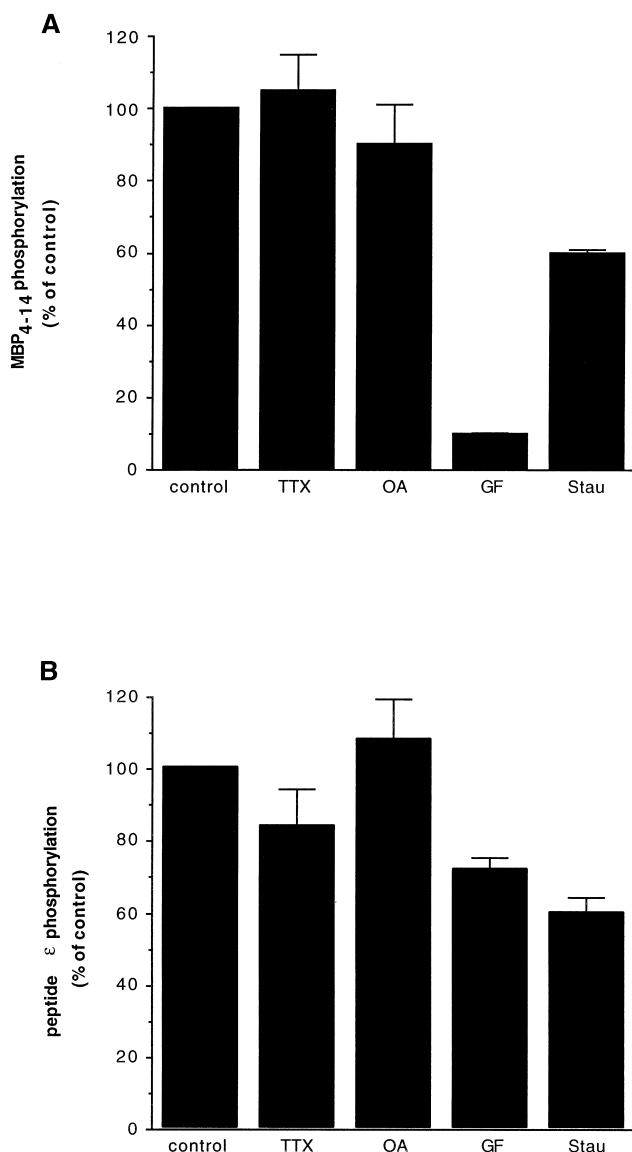 A
120
100
80
60
40
20
0
MBP4-14 phosphorylation
(% of control)
control TTX OA GF Stau
B
120
100
80
60
40
20
0
peptide ε phosphorylation
(% of control)
control TTX OA GF Stau